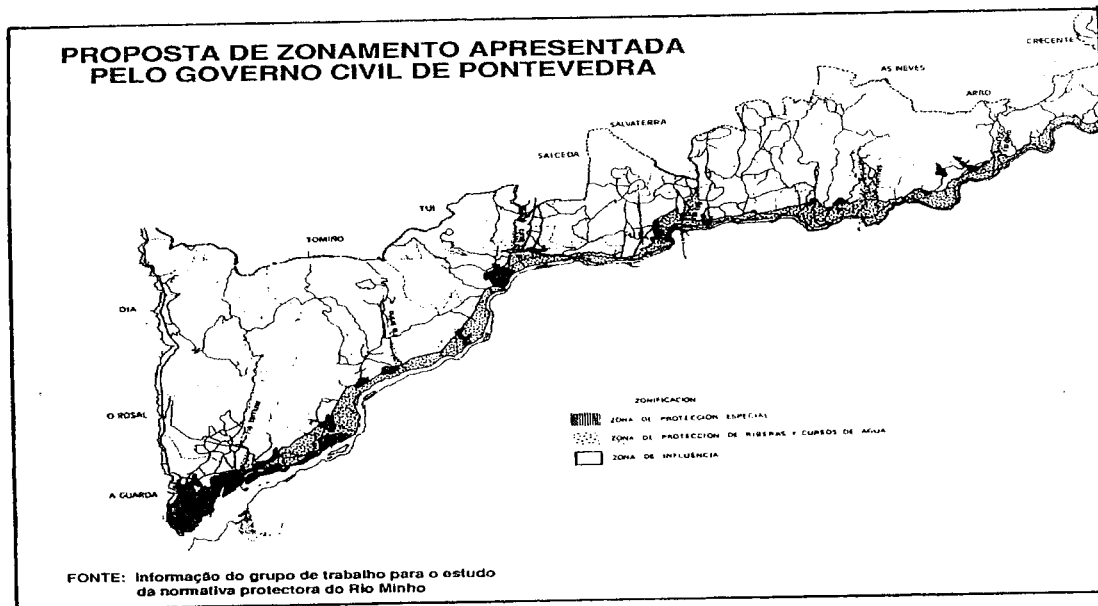 PROPOSTA DE ZONAMENTO APRESENTADA
PELO GOVERNO CIVIL DE PONTEVEDRA
CRECENTE
AS NEVES
ARBO
SALVATERRA
SALCEDA
TUI
TOMIÑO
OIA
O ROSAL
A GUARDA
ZONIFICACION
ZONA DE PROTECCION ESPECIAL
ZONA DE PROTECCION DE RIBERAS Y CURSOS DE AGUA
ZONA DE INFLUÊNCIA
FONTE: Informação do grupo de trabalho para o estudo
da normativa protectora do Rio Minho